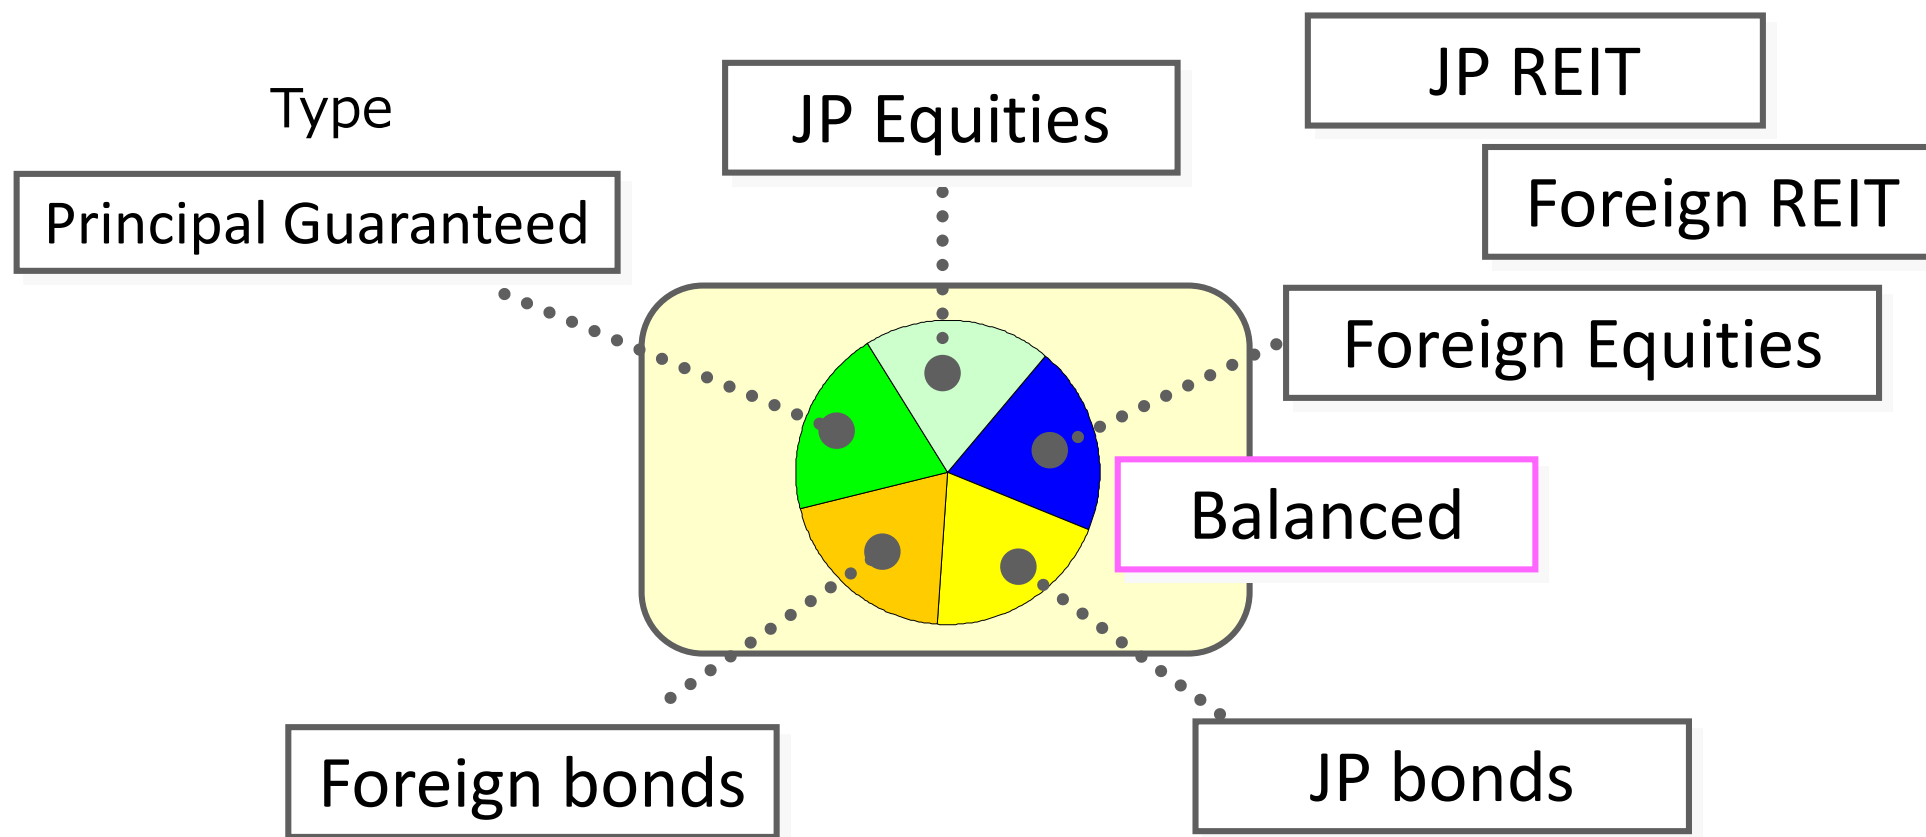 Type
JP Equities
JP REIT
Principal Guaranteed
Foreign REIT
Foreign Equities
Balanced
Foreign bonds
JP bonds